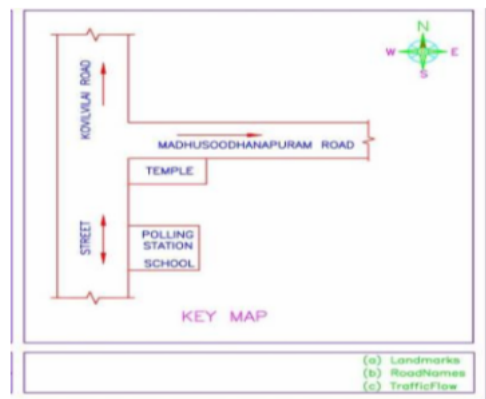 N
W E
S
KOVILVILAI ROAD
MADHUSOODHANAPURAM ROAD
TEMPLE
STREET
POLLING
STATION
SCHOOL
KEY MAP
(a) Landmarks
(b) RoadNames
(c) TrafficFlow